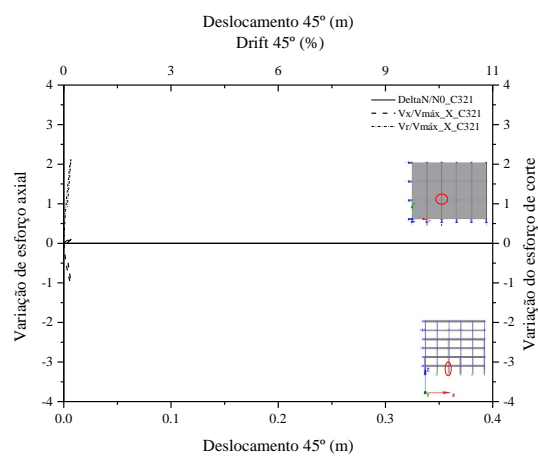 Deslocamento 45º (m)
Drift 45º (%)
0 3 6 9 11
4 4
DeltaN/N0_C321
Vx/Vmáx_X_C321
Vr/Vmáx_X_C321
3 3
2 2
1 1
0 0
-1 -1
-2 -2
-3 -3
-4 -4
Variação de esforço axial
Variação do esforço de corte
0.0 0.1 0.2 0.3 0.4
Deslocamento 45º (m)